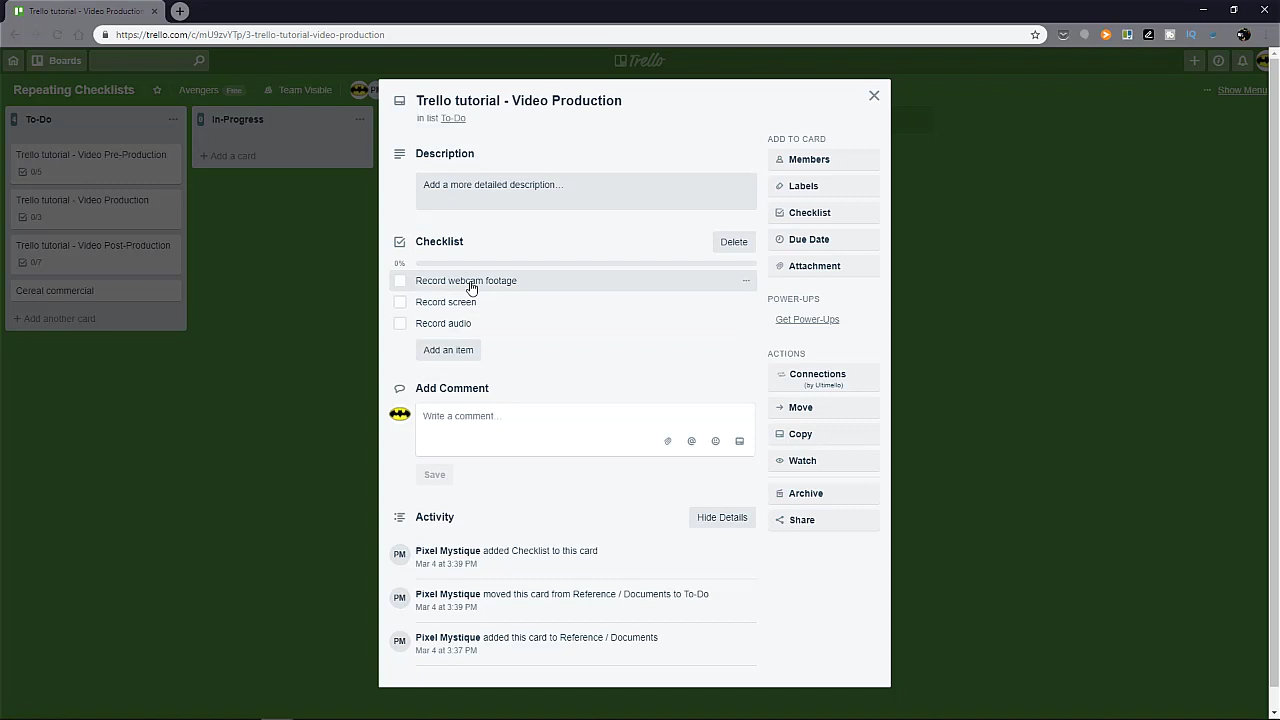 Trello tutorial - Video Production
https://trello.com/c/mU9zvYTp/3-trello-tutorial-video-production
Boards
Trello
Repeating Checklists
Avengers Free
Team Visible
Show Menu
To-Do
Trello tutorial - Video Pre-Production
0/5
Trello tutorial - Video Production
0/3
Trello tutorial - Video Post-Production
0/7
Cereal commercial
+ Add another card
In-Progress
+ Add a card
Trello tutorial - Video Production
in list To-Do
Description
Add a more detailed description…
Checklist
Delete
0%
Record webcam footage
Record screen
Record audio
Add an item
Add Comment
Write a comment…
Save
Activity
Hide Details
PM
Pixel Mystique added Checklist to this card
Mar 4 at 3:39 PM
PM
Pixel Mystique moved this card from Reference / Documents to To-Do
Mar 4 at 3:39 PM
PM
Pixel Mystique added this card to Reference / Documents
Mar 4 at 3:37 PM
ADD TO CARD
Members
Labels
Checklist
Due Date
Attachment
POWER-UPS
Get Power-Ups
ACTIONS
Connections
(by Ultimello)
Move
Copy
Watch
Archive
Share